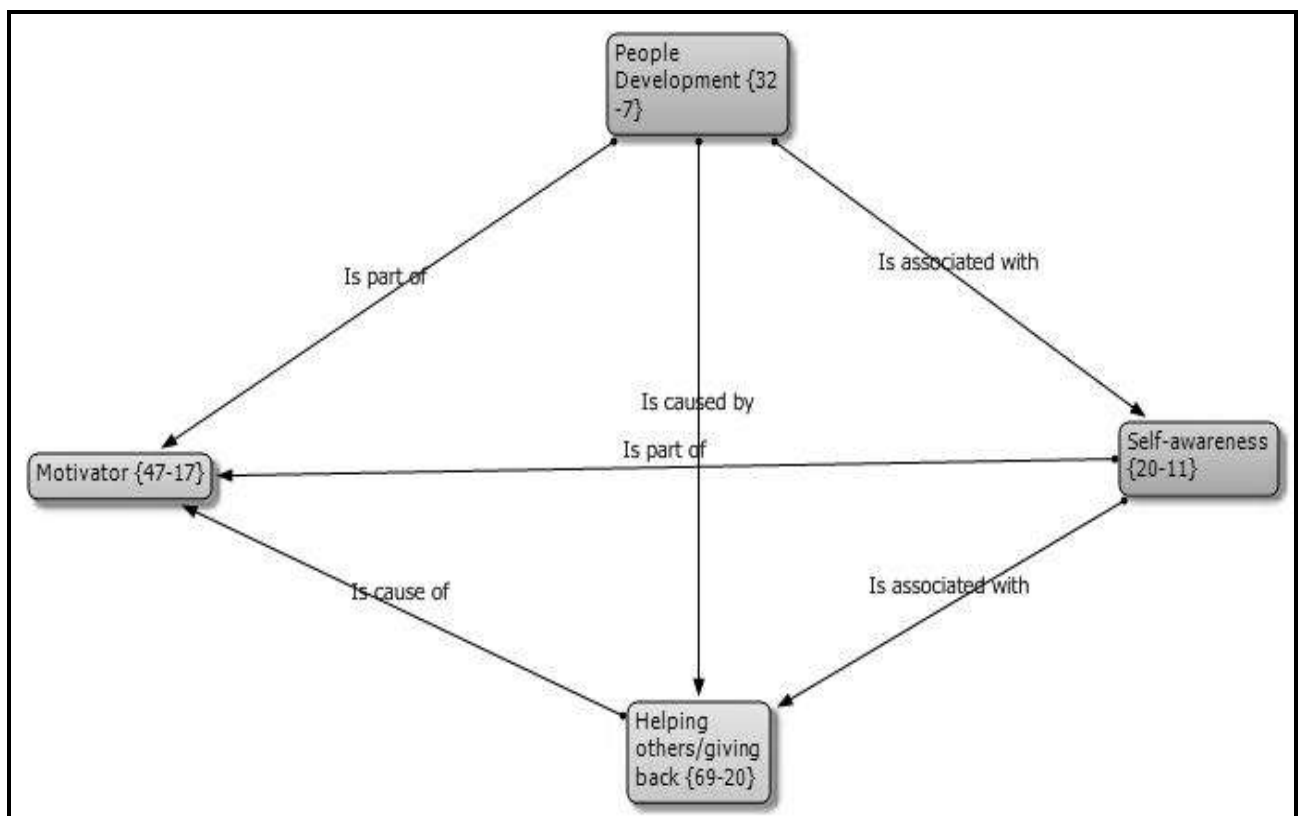 People
Development {32
-7}
Is associated with
Is part of
Is caused by
Self-awareness
{20-11}
Is part of
Motivator {47-17}
Is associated with
Is cause of
Helping
others/giving
back {69-20}